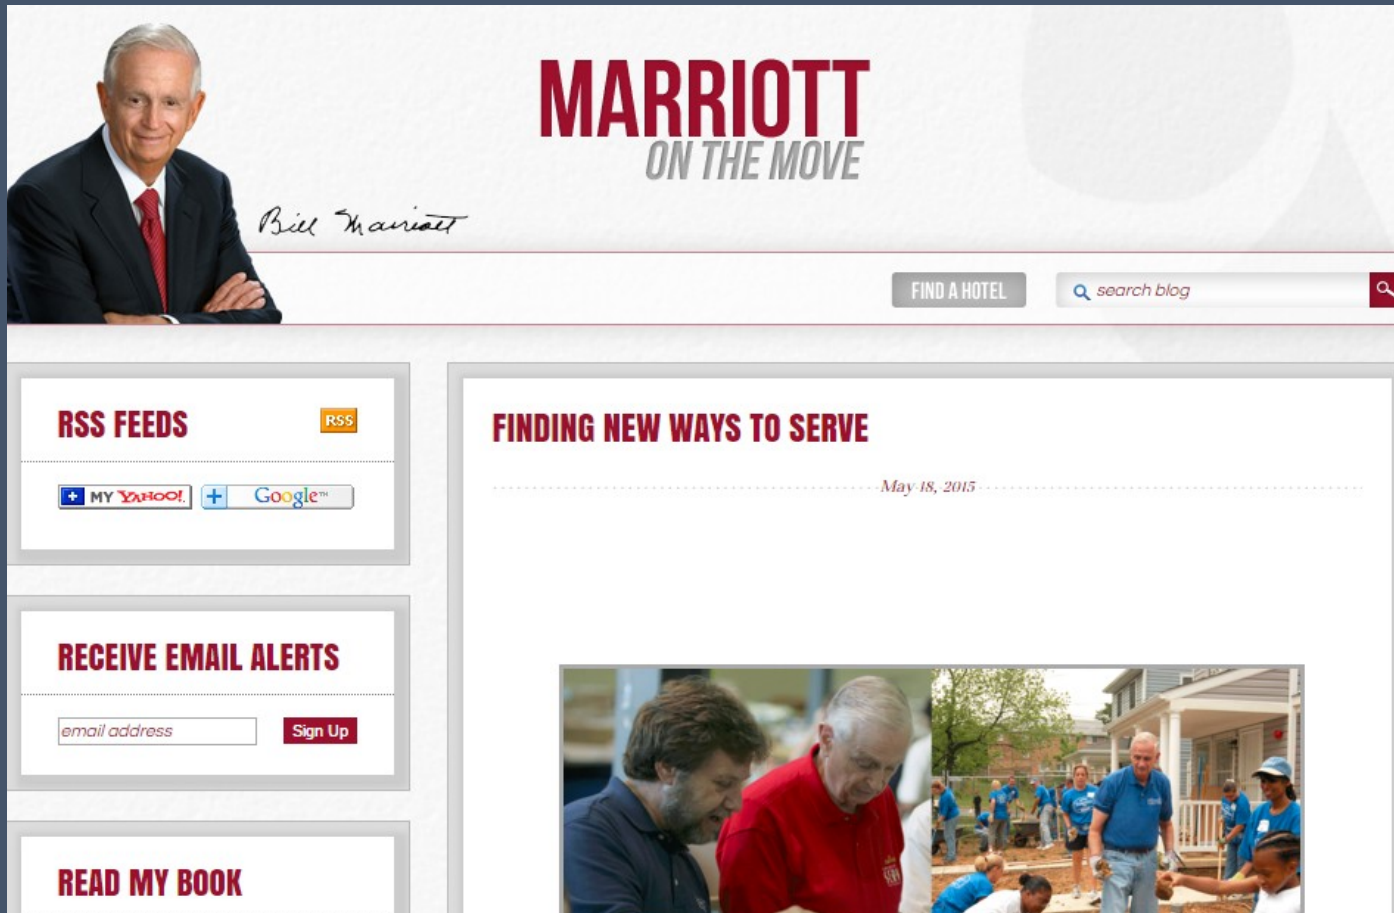 MARRIOTT
ON THE MOVE
Bill Marriott
FIND A HOTEL
search blog
RSS FEEDS
RSS
MY YAHOO!
Google™
RECEIVE EMAIL ALERTS
email address
Sign Up
READ MY BOOK
FINDING NEW WAYS TO SERVE
May 18, 2015